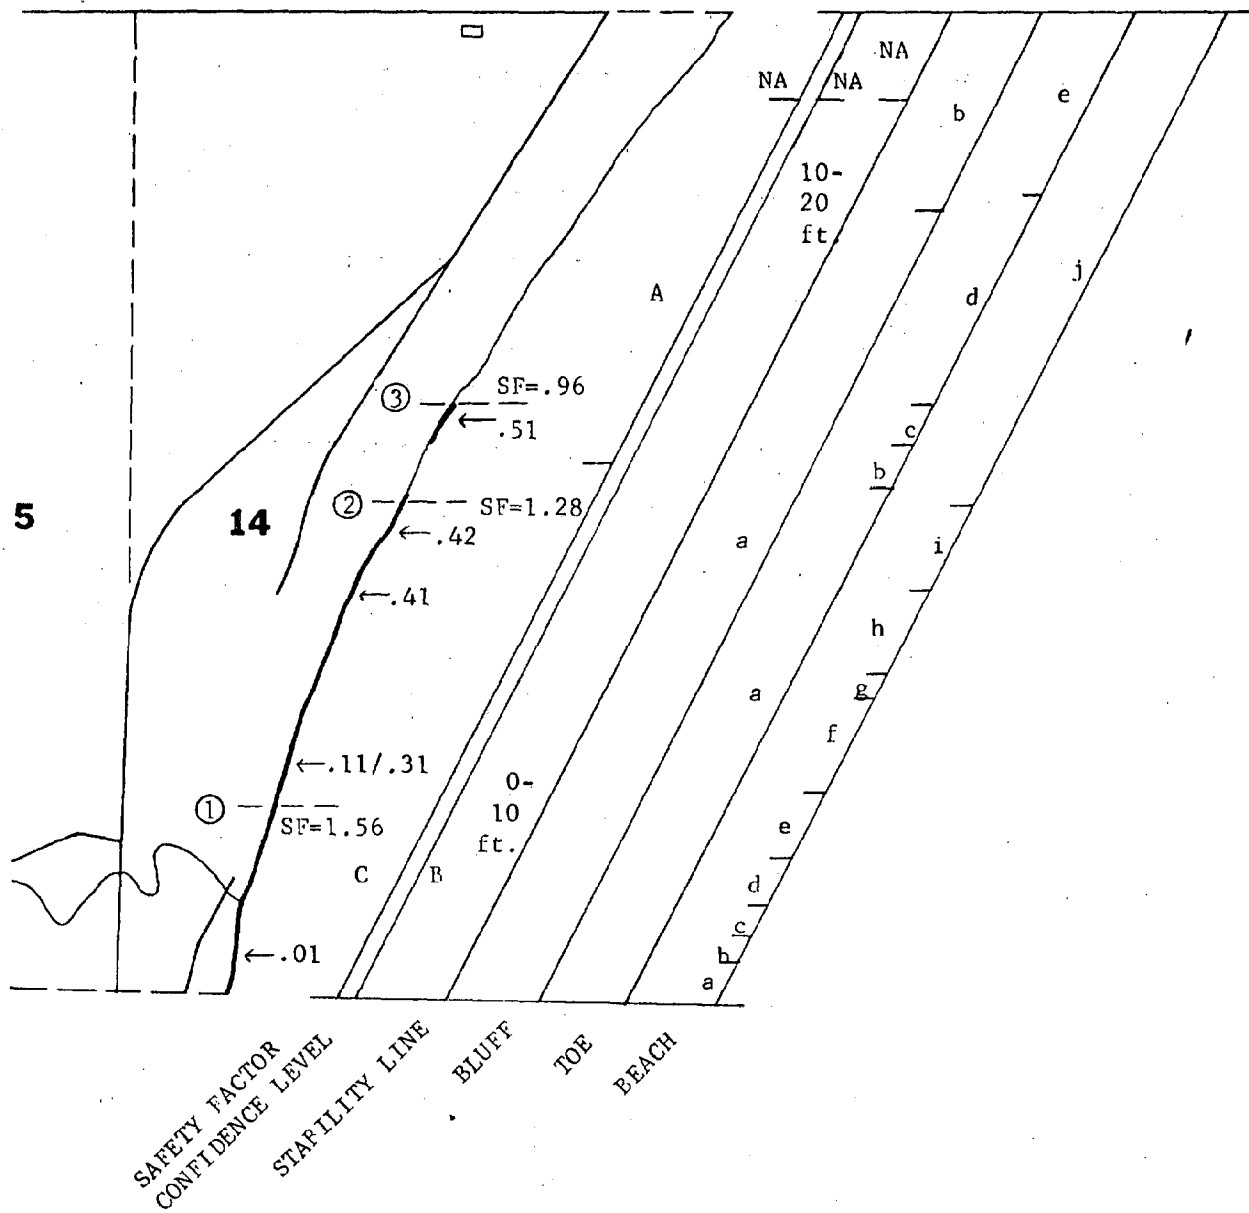 NA
NA NA
e
b
10-
20
ft.
A
j
d
③ SF=.96
←.51
c
b
② SF=1.28
5
14
←.42
a
i
←.41
h
g
a
f
←.11/.31
0-
10
ft.
① SF=1.56
e
C
B
d
c
b
a
←.01
SAFETY FACTOR
CONFIDENCE LEVEL
STABILITY LINE
BLUFF
TOE
BEACH